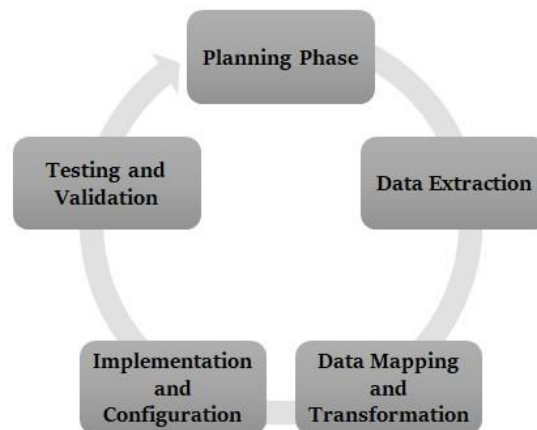 Planning Phase
Data Extraction
Data Mapping
and
Transformation
Implementation
and
Configuration
Testing and
Validation